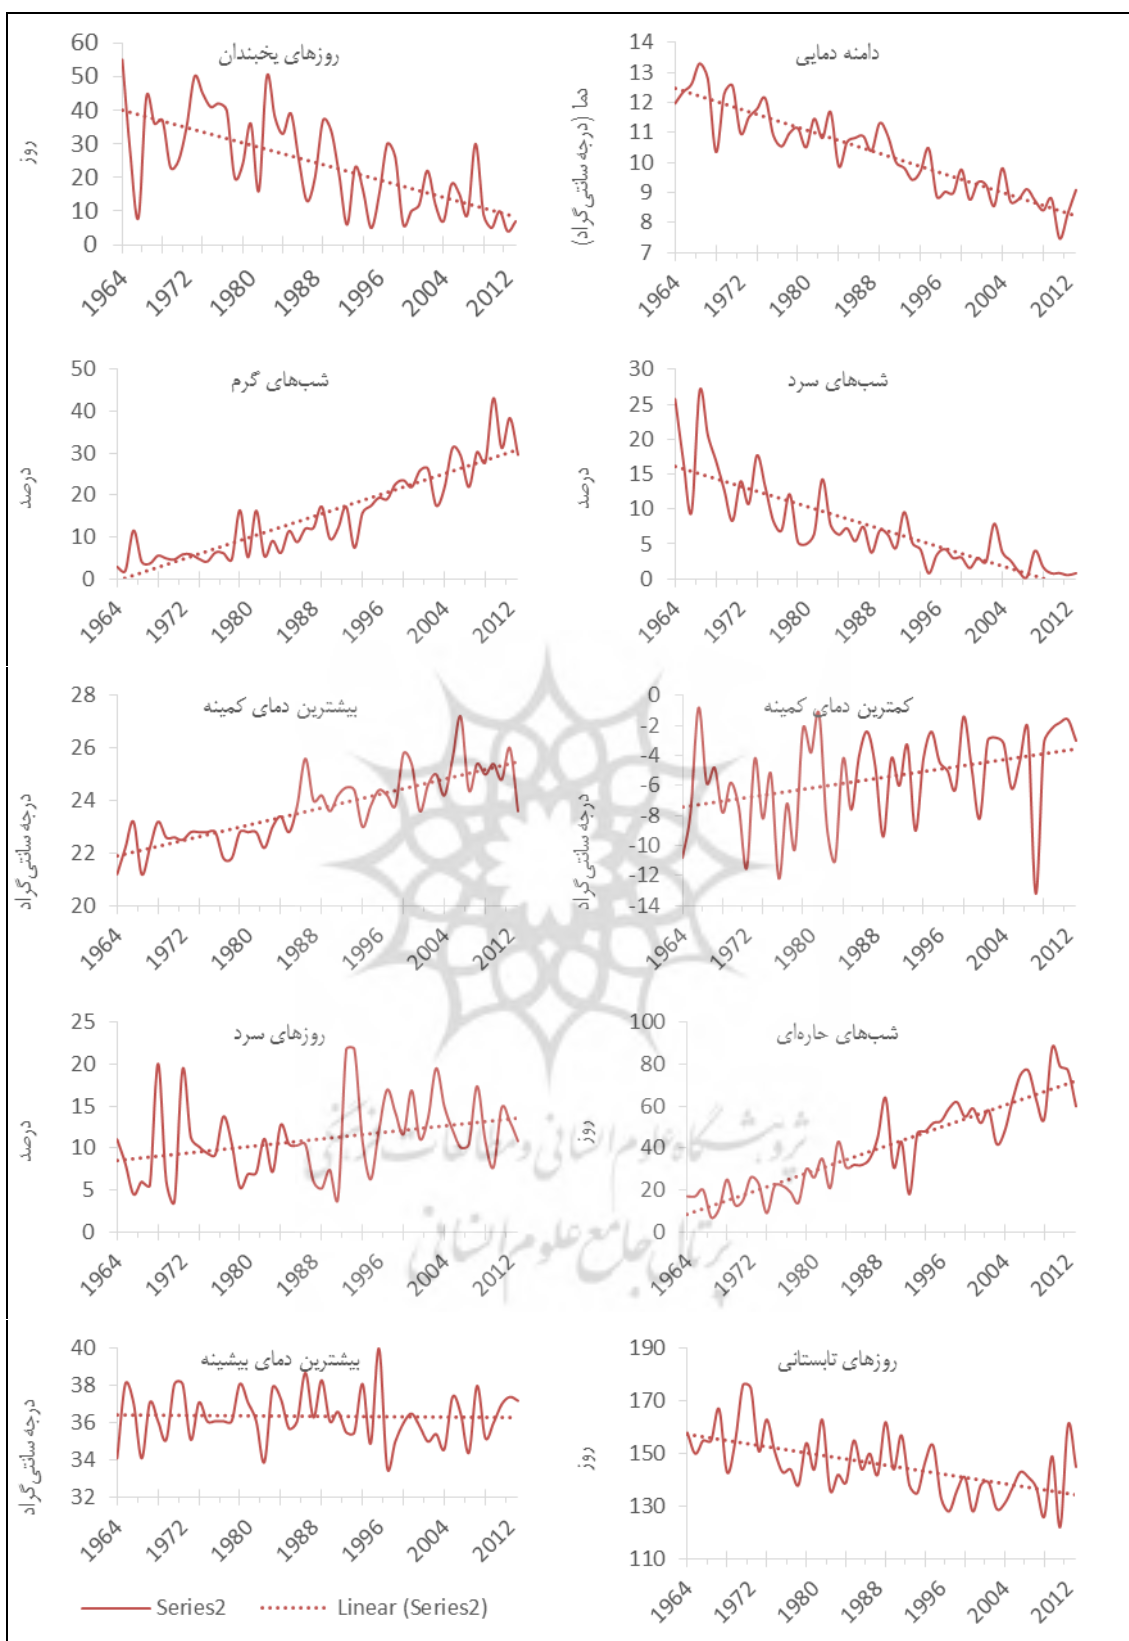 روزهای یخبندان
روز
60
50
40
30
20
10
0
1964 1972 1980 1988 1996 2004 2012
دامنه دمایی
دما (درجه سانتی‌گراد)
14
13
12
11
10
9
8
7
1964 1972 1980 1988 1996 2004 2012
شب‌های گرم
درصد
50
40
30
20
10
0
1964 1972 1980 1988 1996 2004 2012
شب‌های سرد
درصد
30
25
20
15
10
5
0
1964 1972 1980 1988 1996 2004 2012
بیشترین دمای کمینه
درجه سانتی‌گراد
28
26
24
22
20
1964 1972 1980 1988 1996 2004 2012
کمترین دمای کمینه
درجه سانتی‌گراد
-0
-2
-4
-6
-8
-10
-12
-14
1964 1972 1980 1988 1996 2004 2012
روزهای سرد
درصد
25
20
15
10
5
0
1964 1972 1980 1988 1996 2004 2012
شب‌های حاره‌ای
روز
100
80
60
40
20
0
1964 1972 1980 1988 1996 2004 2012
پژوهشگاه علوم انسانی و مطالعات فرهنگی
پرتال جامع علوم انسانی
بیشترین دمای بیشینه
درجه سانتی‌گراد
40
38
36
34
32
1964 1972 1980 1988 1996 2004 2012
روزهای تابستانی
روز
190
170
150
130
110
1964 1972 1980 1988 1996 2004 2012
Series2 Linear (Series2)